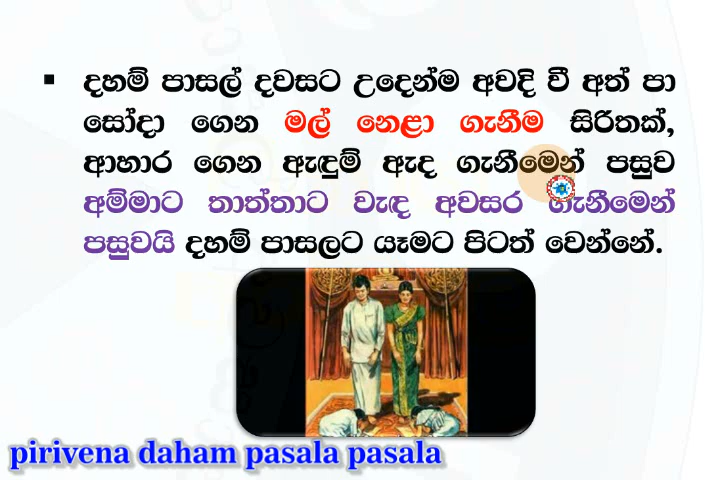 ▪ දහම් පාසල් දවසට උදෙන්ම අවදි වී අත් පා
සෝදා ගෙන මල් නෙළා ගැනීම සිරිතක්,
ආහාර ගෙන ඇඳුම් ඇද ගැනීමෙන් පසුව
අම්මාට තාත්තාට වැඳ අවසර ගැනීමෙන්
පසුවයි දහම් පාසලට යෑමට පිටත් වෙන්නේ.
pirivena daham pasala pasala